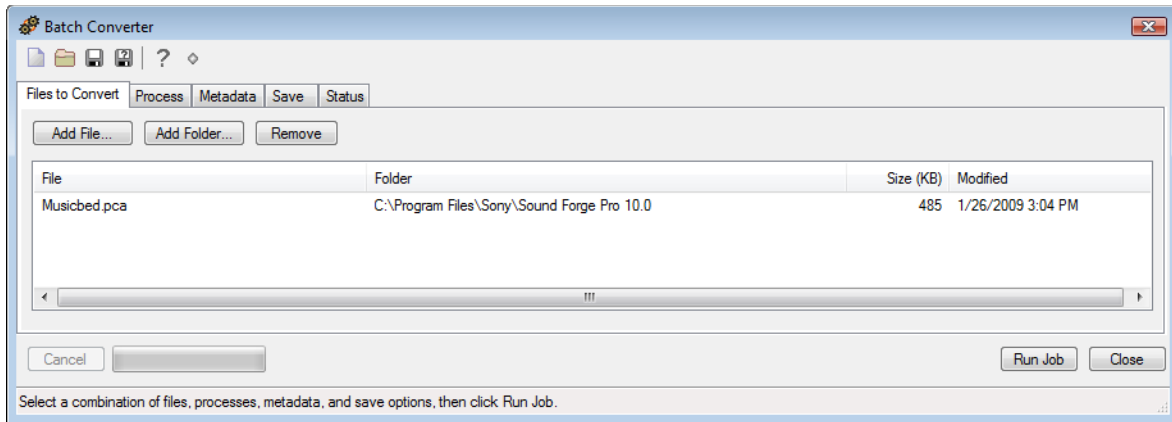 Batch Converter
?
Files to Convert Process Metadata Save Status
Add File... Add Folder... Remove
File Folder Size (KB) Modified
Musicbed.pca C:\Program Files\Sony\Sound Forge Pro 10.0 485 1/26/2009 3:04 PM
Cancel Run Job Close
Select a combination of files, processes, metadata, and save options, then click Run Job.